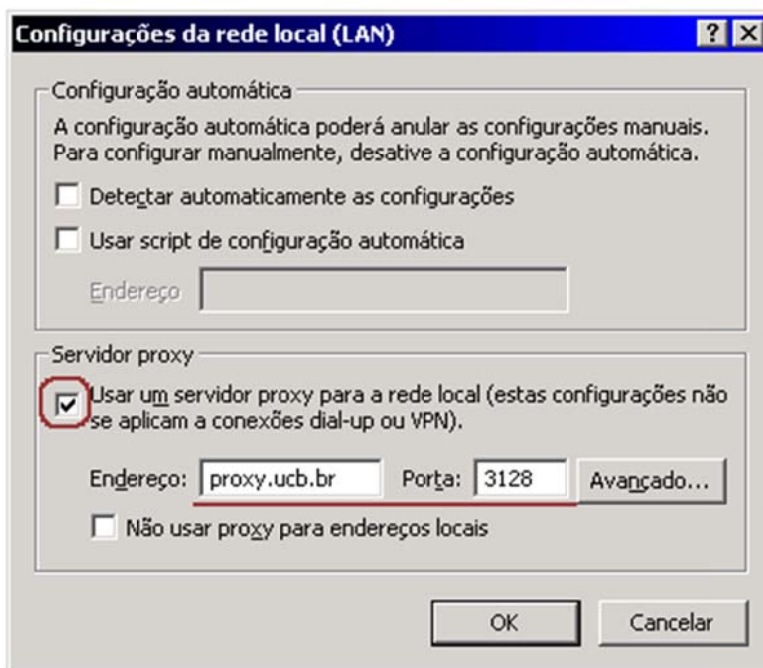 Configurações da rede local (LAN)
Configuração automática
A configuração automática poderá anular as configurações manuais.
Para configurar manualmente, desative a configuração automática.
Detectar automaticamente as configurações
Usar script de configuração automática
Endereço
Servidor proxy
Usar um servidor proxy para a rede local (estas configurações não
se aplicam a conexões dial-up ou VPN).
Endereço: proxy.ucb.br Porta: 3128 Avançado...
Não usar proxy para endereços locais
OK Cancelar